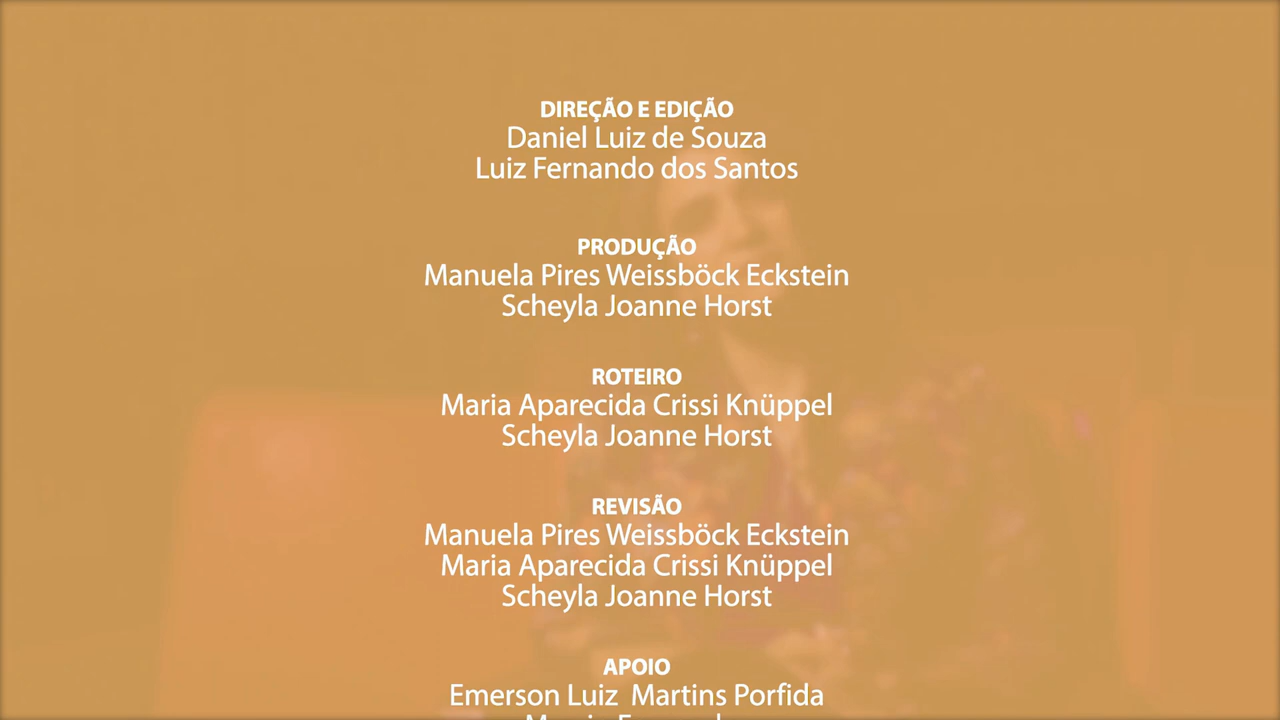 DIREÇÃO E EDIÇÃO
Daniel Luiz de Souza
Luiz Fernando dos Santos
PRODUÇÃO
Manuela Pires Weissböck Eckstein
Scheyla Joanne Horst
ROTEIRO
Maria Aparecida Crissi Knüppel
Scheyla Joanne Horst
REVISÃO
Manuela Pires Weissböck Eckstein
Maria Aparecida Crissi Knüppel
Scheyla Joanne Horst
APOIO
Emerson Luiz Martins Porfida